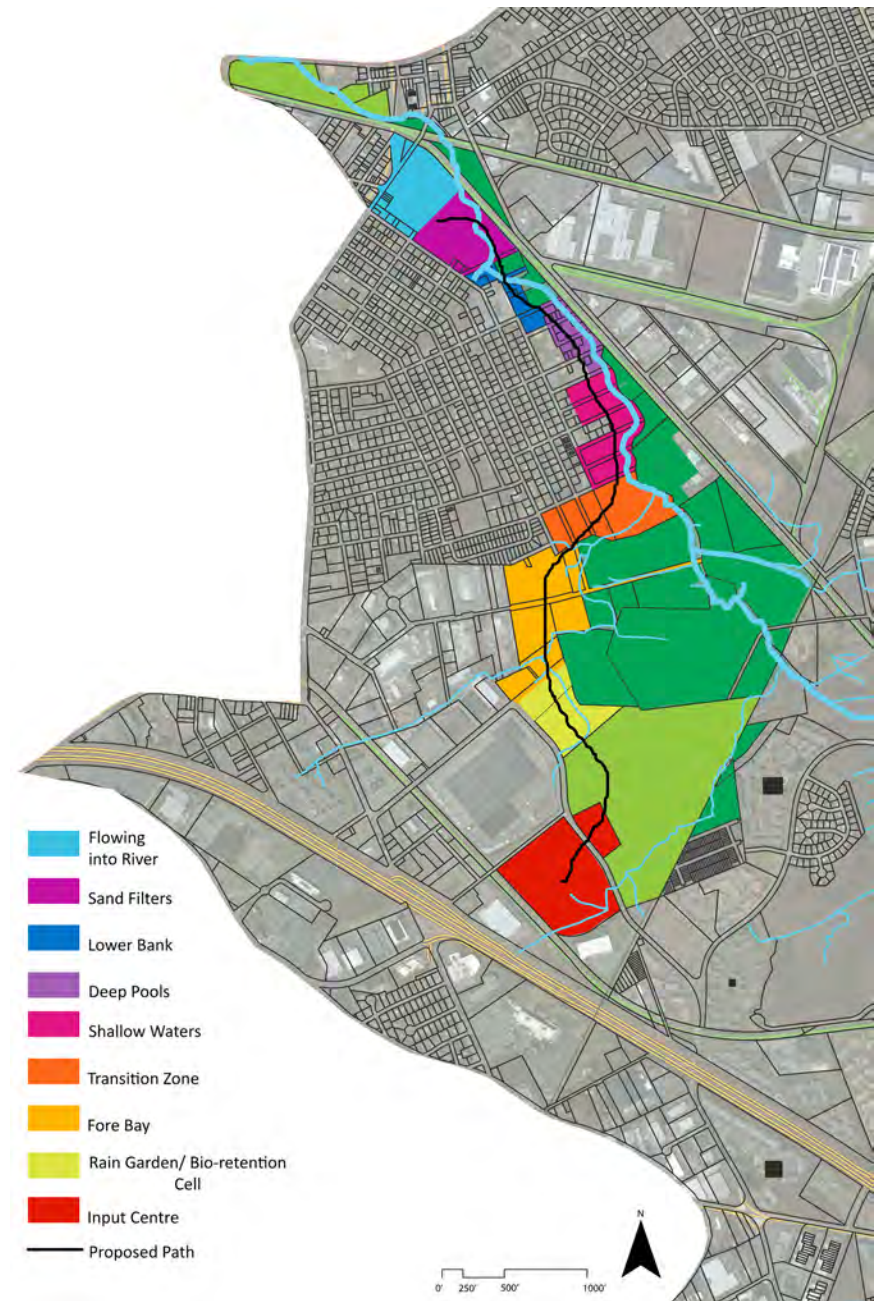 Flowing
into River
Sand Filters
Lower Bank
Deep Pools
Shallow Waters
Transition Zone
Fore Bay
Rain Garden/ Bio-retention
Cell
Input Centre
Proposed Path
N
0' 250' 500' 1000'